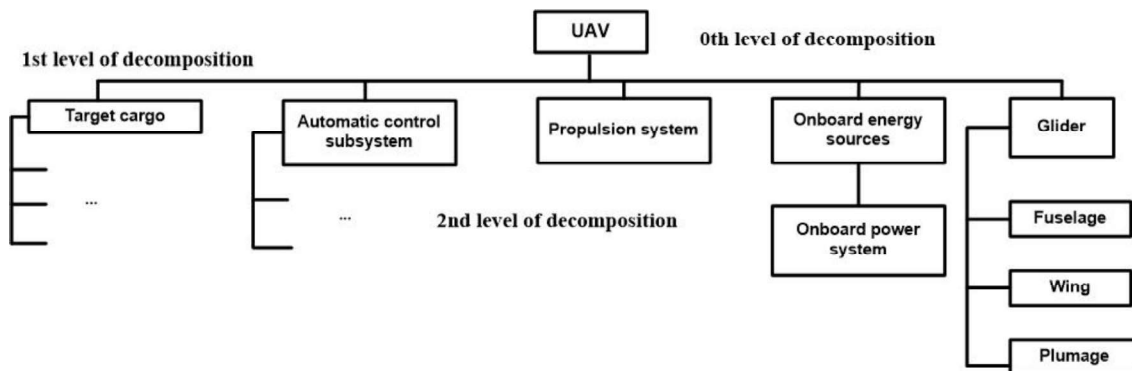 UAV
0th level of decomposition
1st level of decomposition
Target cargo
Automatic control
subsystem
Propulsion system
Onboard energy
sources
Glider
...
...
2nd level of decomposition
Onboard power
system
Fuselage
Wing
Plumage